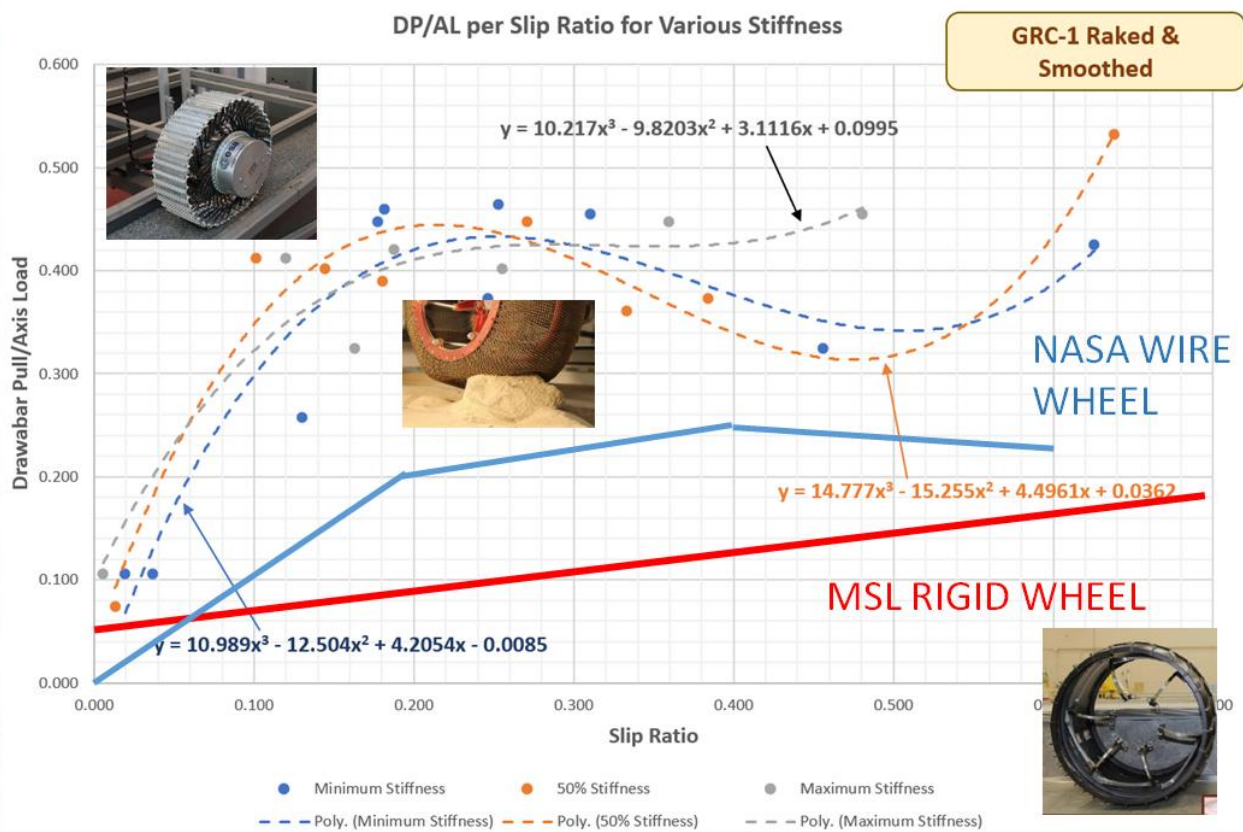 DP/AL per Slip Ratio for Various Stiffness
GRC-1 Raked &
Smoothed
0.600
0.500
0.400
0.300
0.200
0.100
0.000
Drawabar Pull/Axis Load
y = 10.217x³ - 9.8203x² + 3.1116x + 0.0995
NASA WIRE
WHEEL
y = 14.777x³ - 15.255x² + 4.4961x + 0.0362
MSL RIGID WHEEL
y = 10.989x³ - 12.504x² + 4.2054x - 0.0085
0.000 0.100 0.200 0.300 0.400 0.500
Slip Ratio
Minimum Stiffness 50% Stiffness Maximum Stiffness
Poly. (Minimum Stiffness) Poly. (50% Stiffness) Poly. (Maximum Stiffness)